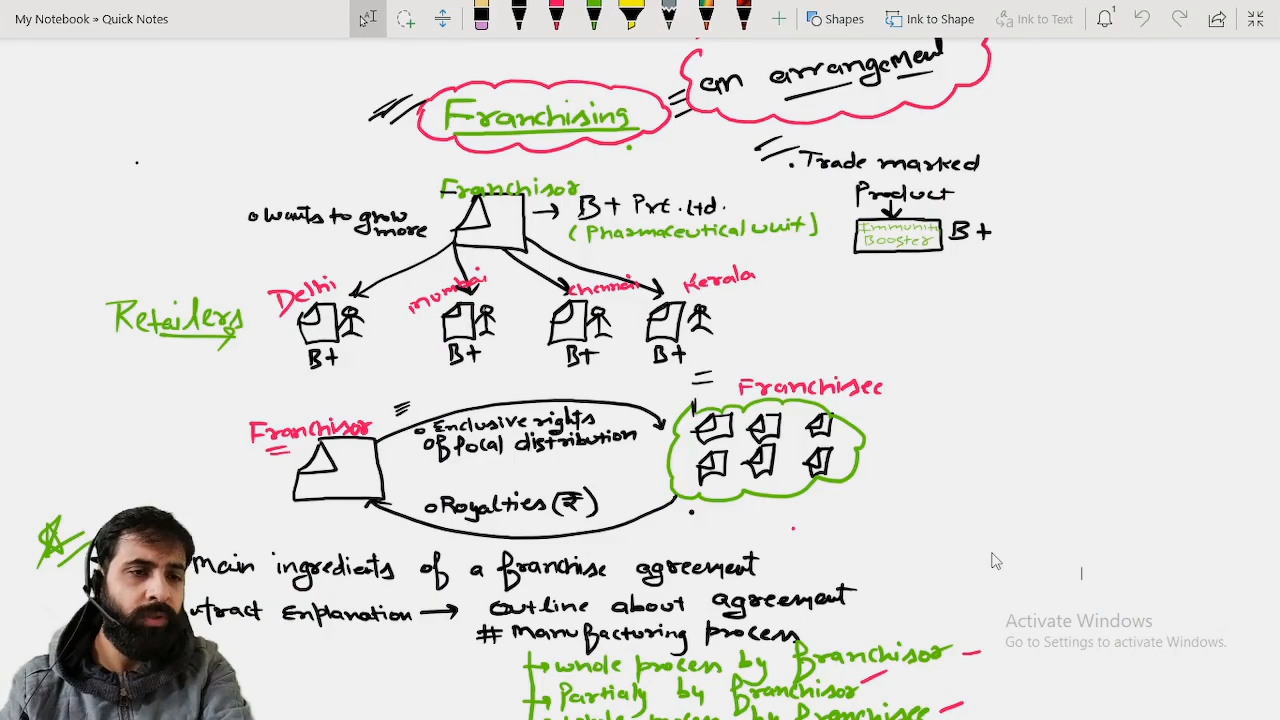 My Notebook » Quick Notes
Shapes
Ink to Shape
Ink to Text
an arrangement
Franchising
Trade marked
Product
Immunity
Booster
B+
Franchisor
wants to grow
more
B+ Pvt. Ltd.
(Pharmaceutical unit)
Delhi
mumbai
chennai
Kerala
Retailers
B+
B+
B+
B+
Franchisee
Franchisor
Exclusive rights
of local distribution
Royalties (₹)
Main ingredients of a franchise agreement
Explanation → outline about agreement
# Manufacturing process
whole process by Franchisor
Partialy by Franchisor
Activate Windows
Go to Settings to activate Windows.